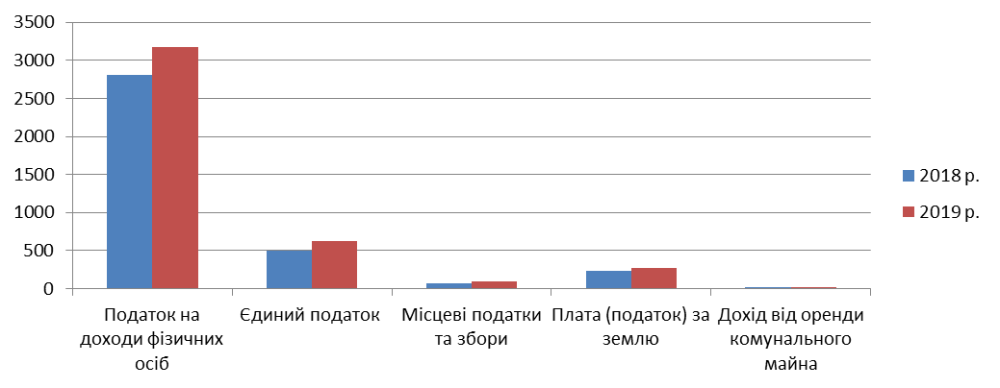 3500
3000
2500
2000
1500
1000
500
0
Податок на
доходи фізичних
осіб
Єдиний податок
Місцеві податки
та збори
Плата (податок) за
землю
Дохід від оренди
комунального
майна
2018 р.
2019 р.